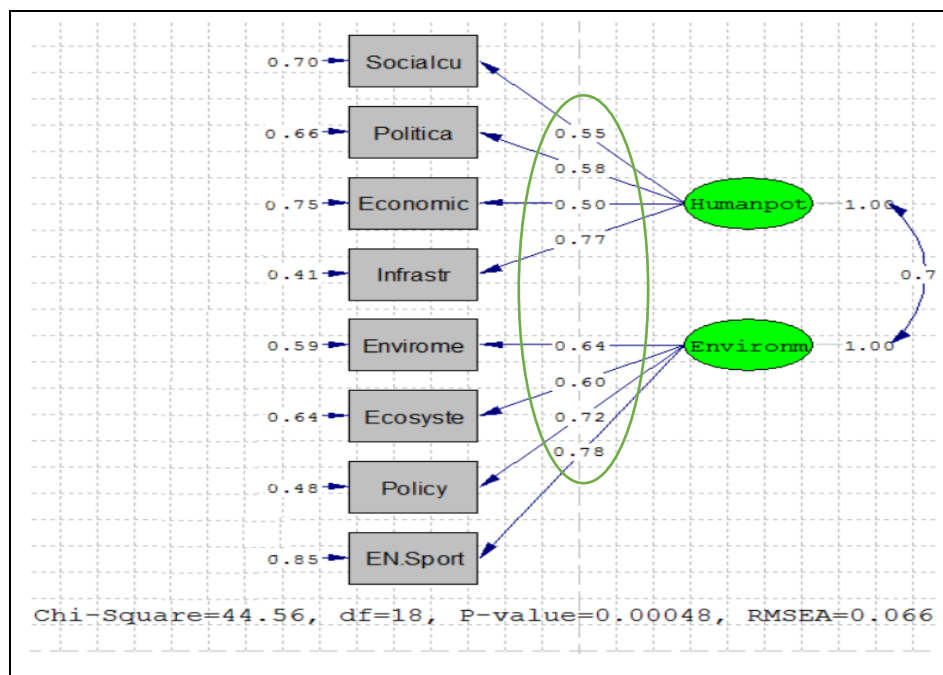 0.70 Socialcu
0.55
0.66 Politica
0.58
0.75 Economic 0.50 Humanpot 1.00
0.77
0.41 Infrastr 0.7
0.59 Envirome 0.64 Environm 1.00
0.60
0.64 Ecosyste 0.72
0.78
0.48 Policy
0.85 EN.Sport
Chi-Square=44.56, df=18, P-value=0.00048, RMSEA=0.066